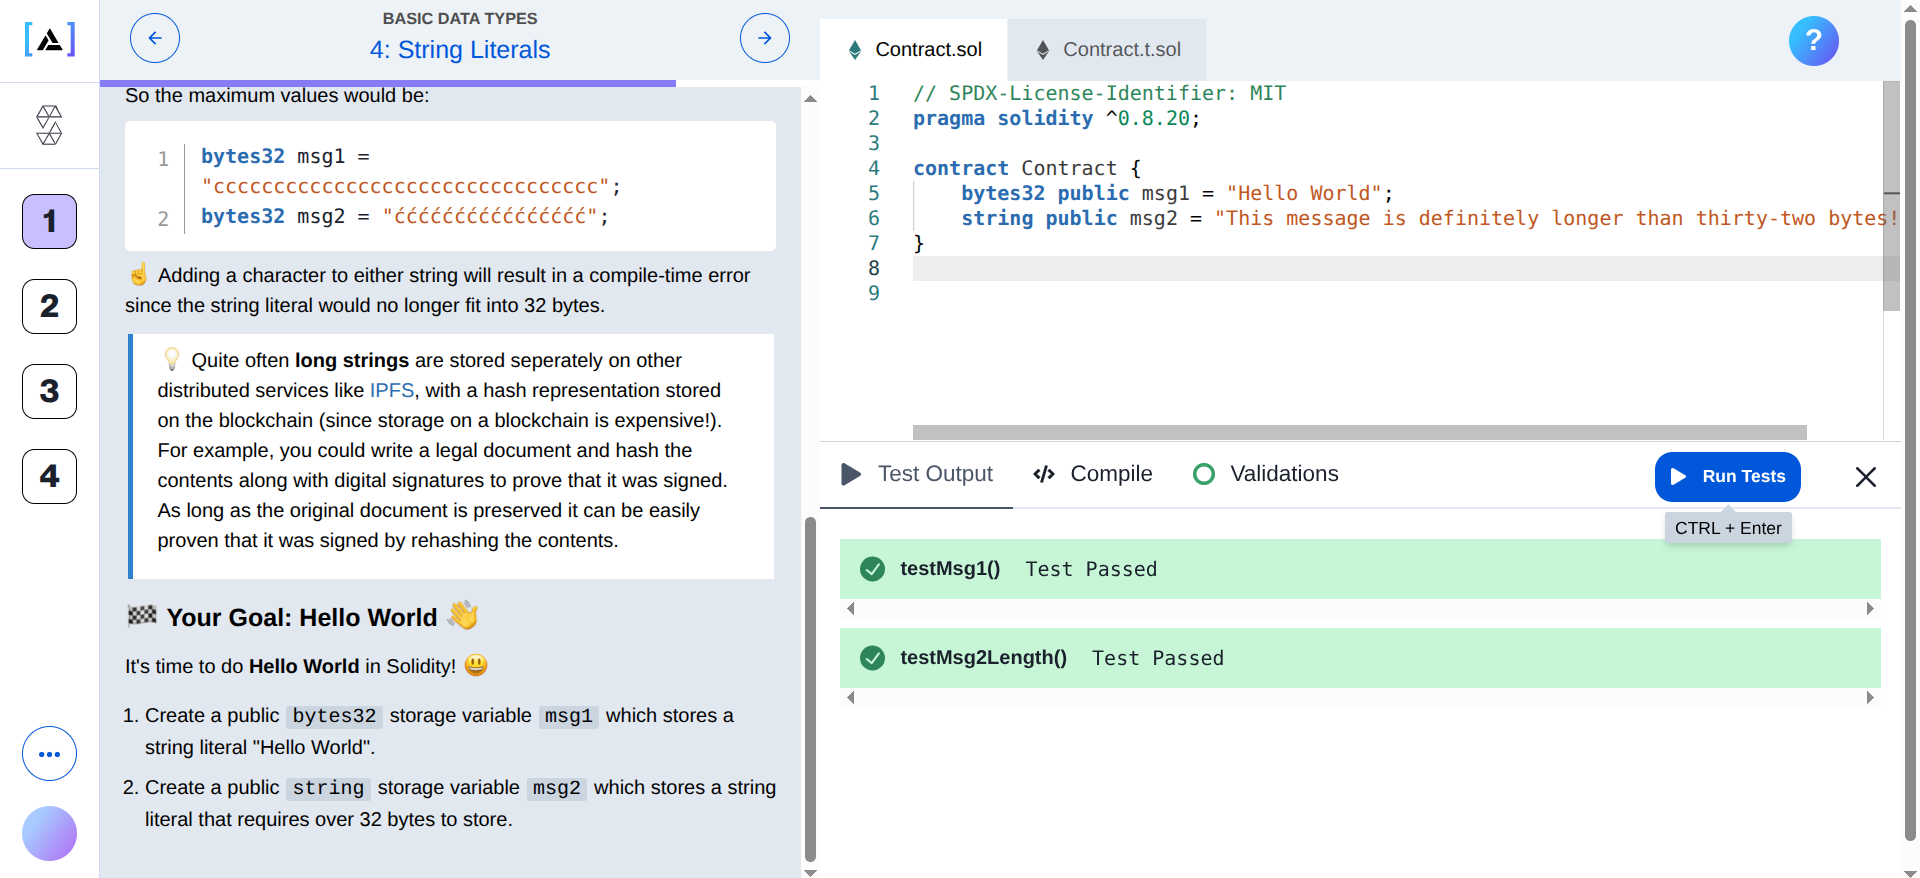 BASIC DATA TYPES
4: String Literals
1
2
3
4
So the maximum values would be:
1 bytes32 msg1 =
"cccccccccccccccccccccccccccccccc";
2 bytes32 msg2 = "ćććććććććććććććć";
☝️ Adding a character to either string will result in a compile-time error
since the string literal would no longer fit into 32 bytes.
💡 Quite often long strings are stored seperately on other
distributed services like IPFS, with a hash representation stored
on the blockchain (since storage on a blockchain is expensive!).
For example, you could write a legal document and hash the
contents along with digital signatures to prove that it was signed.
As long as the original document is preserved it can be easily
proven that it was signed by rehashing the contents.
🏁 Your Goal: Hello World 👋
It's time to do Hello World in Solidity! 😃
1. Create a public bytes32 storage variable msg1 which stores a
string literal "Hello World".
2. Create a public string storage variable msg2 which stores a string
literal that requires over 32 bytes to store.
Contract.sol
Contract.t.sol
?
1 // SPDX-License-Identifier: MIT
2 pragma solidity ^0.8.20;
3
4 contract Contract {
5 bytes32 public msg1 = "Hello World";
6 string public msg2 = "This message is definitely longer than thirty-two bytes!
7 }
8
9
Test Output
Compile
Validations
Run Tests
CTRL + Enter
testMsg1() Test Passed
testMsg2Length() Test Passed